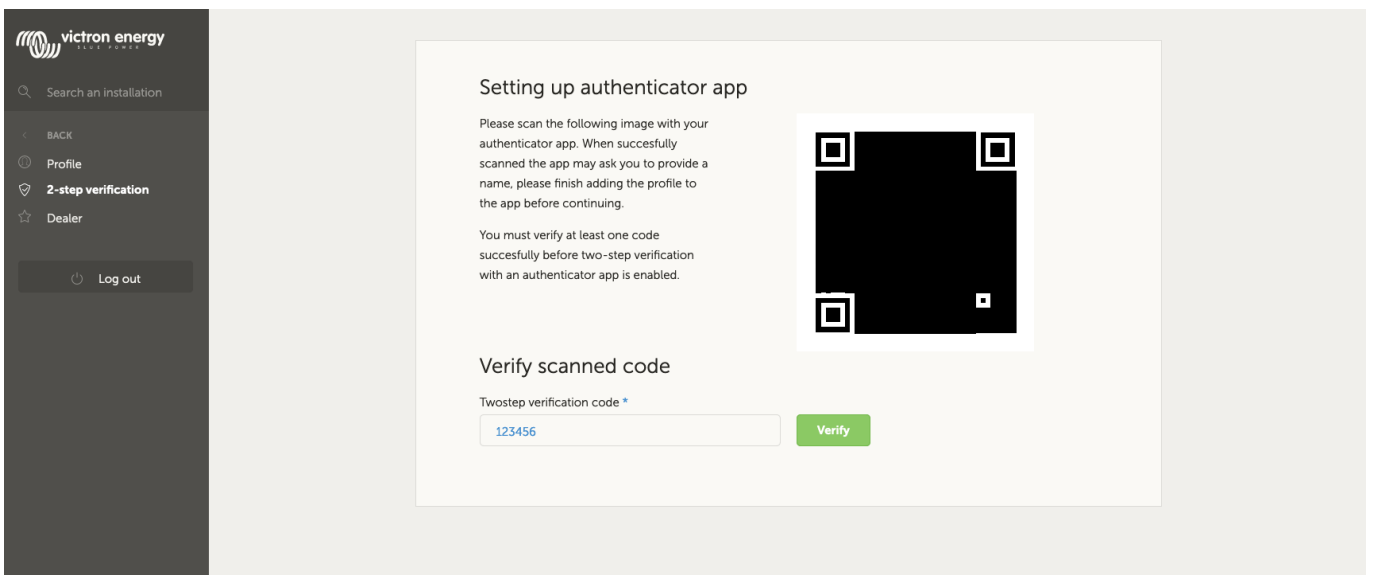 victron energy
BLUE POWER
Search an installation
BACK
Profile
2-step verification
Dealer
Log out
Setting up authenticator app
Please scan the following image with your
authenticator app. When succesfully
scanned the app may ask you to provide a
name, please finish adding the profile to
the app before continuing.
You must verify at least one code
succesfully before two-step verification
with an authenticator app is enabled.
Verify scanned code
Twostep verification code *
123456
Verify